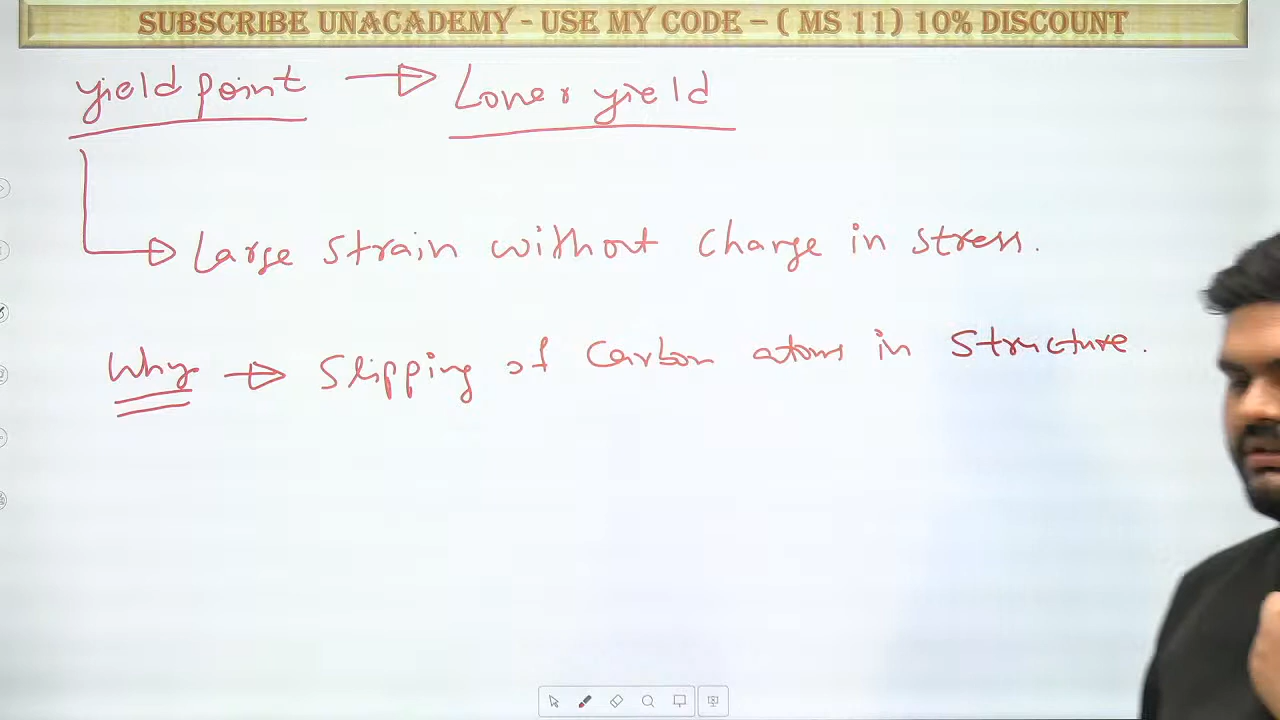 SUBSCRIBE UNACADEMY - USE MY CODE – ( MS 11) 10% DISCOUNT
yield point → Lower yield
→ Large strain without change in stress.
Why → Slipping of Carbon atoms in structure.